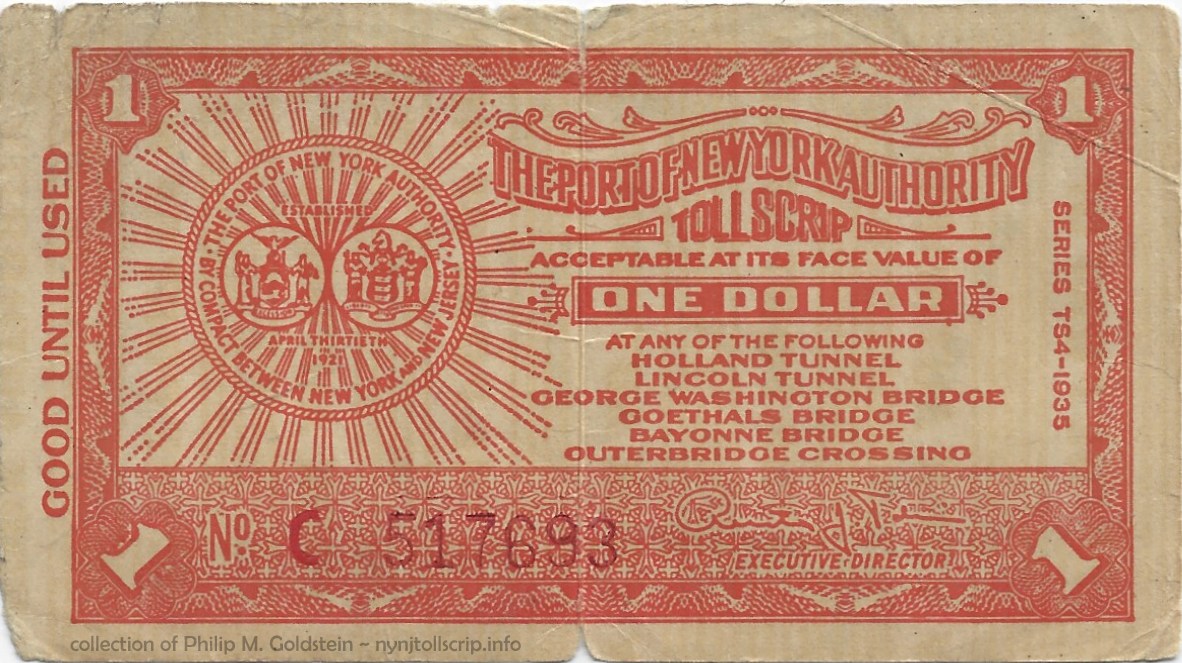 1
1
GOOD UNTIL USED
THE PORT OF NEW YORK AUTHORITY
BY COMPACT BETWEEN NEW YORK AND NEW JERSEY
ESTABLISHED
APRIL THIRTIETH
1921
THE PORT OF NEW YORK AUTHORITY
TOLL SCRIP
ACCEPTABLE AT ITS FACE VALUE OF
ONE DOLLAR
AT ANY OF THE FOLLOWING
HOLLAND TUNNEL
LINCOLN TUNNEL
GEORGE WASHINGTON BRIDGE
GOETHALS BRIDGE
BAYONNE BRIDGE
OUTERBRIDGE CROSSING
SERIES TS4-1935
No. C 517693
EXECUTIVE DIRECTOR
1
1
collection of Philip M. Goldstein ~ nynjtollscrip.info